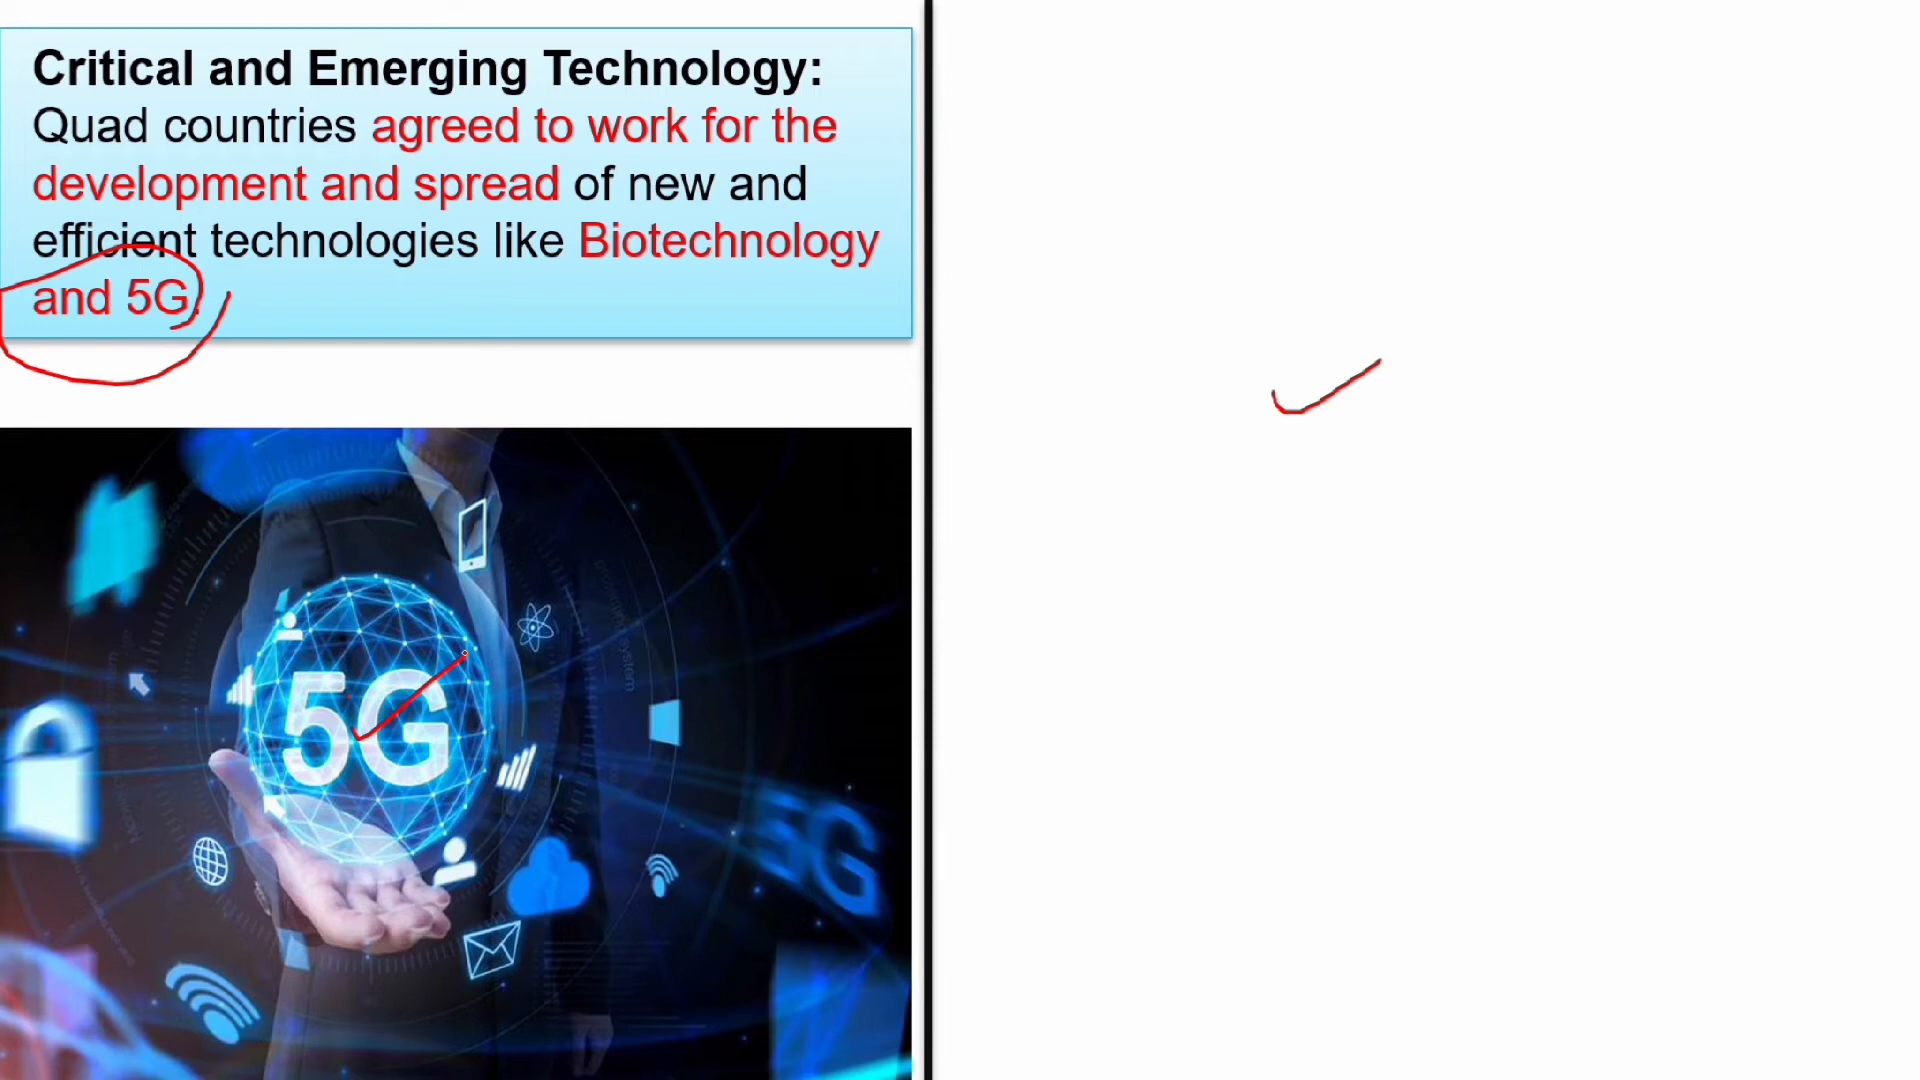 Critical and Emerging Technology:
Quad countries agreed to work for the
development and spread of new and
efficient technologies like Biotechnology
and 5G.
5G
5G